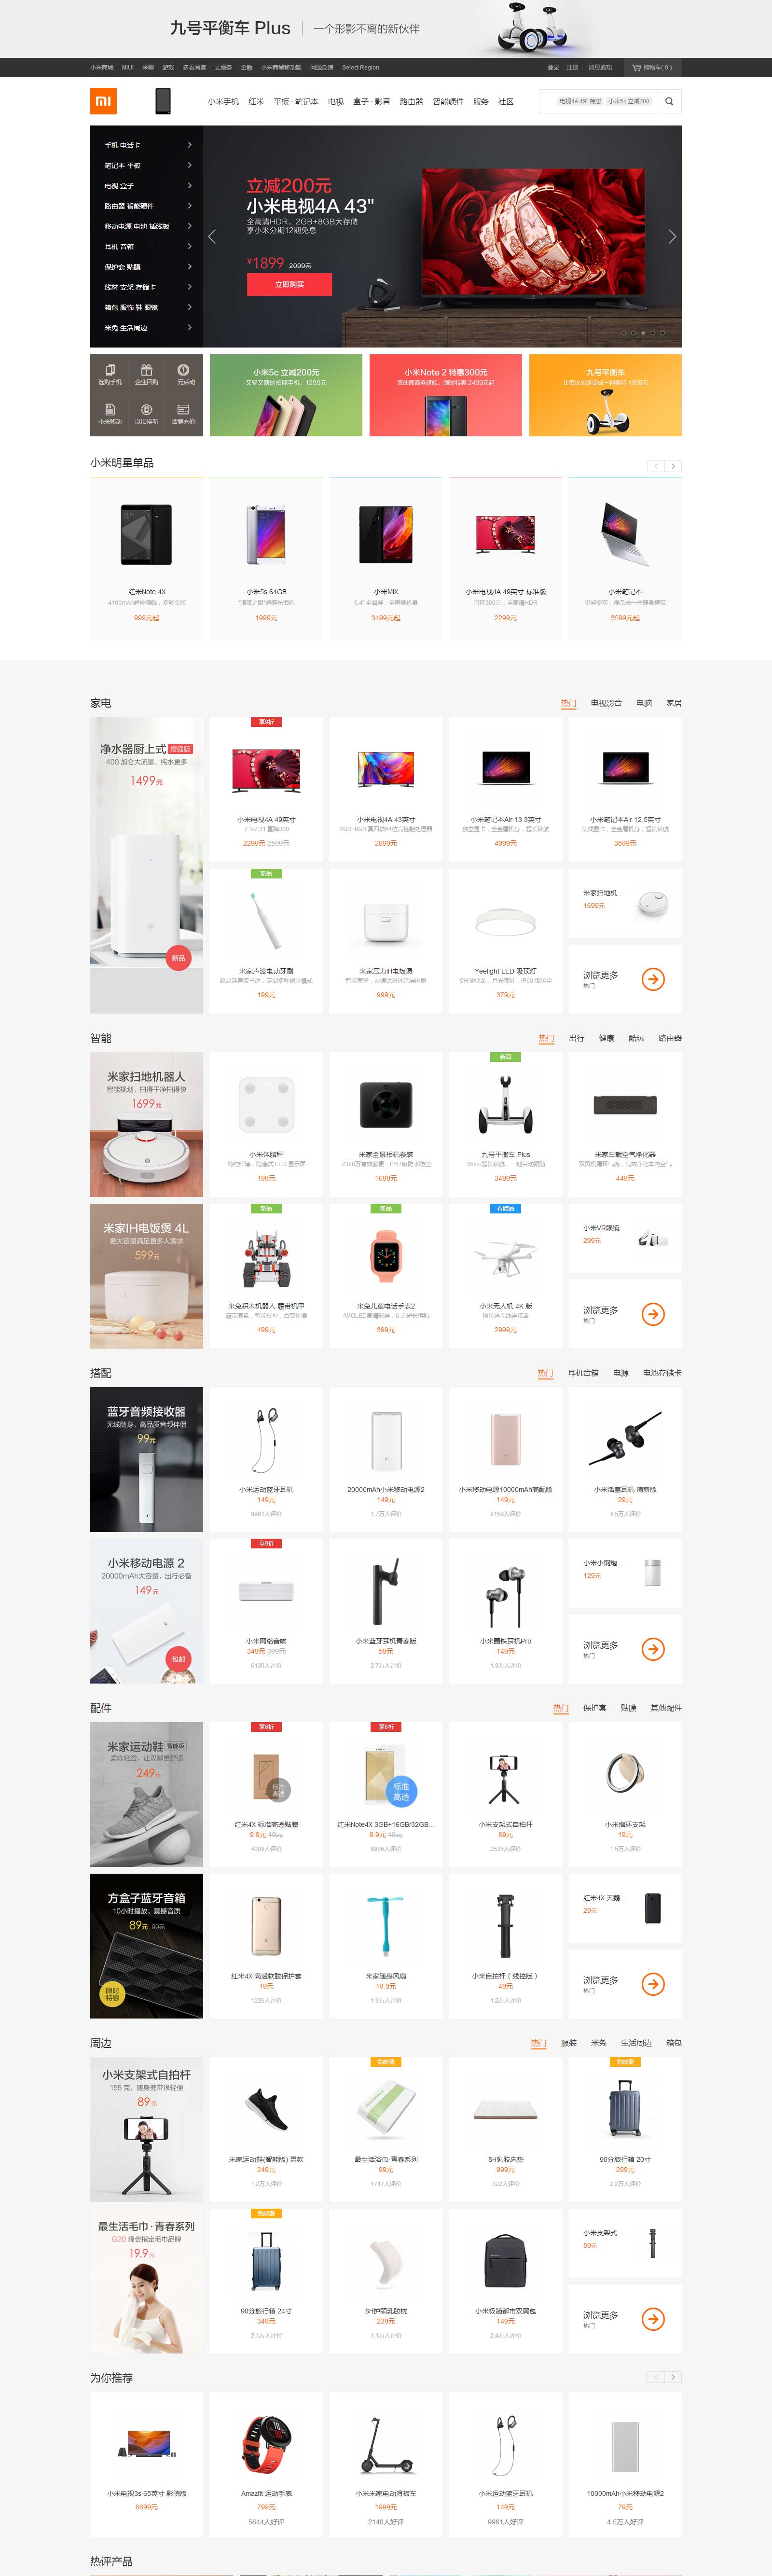 九号平衡车 Plus 一个形影不离的新伙伴
小米商城 MIUI 米聊 游戏 多看阅读 云服务 金融 小米商城移动版 问题反馈 Select Region
登录 注册 消息通知 购物车( 0 )
小米手机 红米 平板 · 笔记本 电视 盒子 · 影音 路由器 智能硬件 服务 社区
电视4A 49" 特惠 小米5c 立减200
手机 电话卡
笔记本 平板
电视 盒子
路由器 智能硬件
移动电源 电池 插线板
耳机 音箱
保护套 贴膜
线材 支架 存储卡
箱包 服饰 鞋 眼镜
米兔 生活周边
立减200元
小米电视4A 43"
全高清HDR，2GB+8GB大存储
享小米分期12期免息
¥1899 2099元
立即购买
选购手机 企业团购 一元活动
小米移动 以旧换新 话费充值
小米5c 立减200元
又轻又薄的拍照手机，1299元
小米Note 2 特惠300元
双曲面商务旗舰，限时特惠 2499元起
九号平衡车
小米明星单品
红米Note 4X
4100mAh超长续航，多彩金属
999元起
小米5s 64GB
"暗夜之眼"超感光相机
1999元
小米MIX
6.4" 全面屏，全陶瓷机身
3499元起
小米电视4A 49英寸 标准版
直降300元，全高清HDR
2299元
小米笔记本
更轻更薄，像杂志一样随身携带
3599元起
家电
热门 电视影音 电脑 家居
净水器厨上式 增强版
400 加仑大流量，纯水更多
1499元
新品
享9折
小米电视4A 49英寸
7.1-7.31 直降300
2299元 2599元
小米电视4A 43英寸
2GB+8GB 真四核64位高性能处理器
2099元
小米笔记本Air 13.3英寸
独立显卡，全金属机身，超长续航
4999元
小米笔记本Air 12.5英寸
集成显卡，全金属机身，超长续航
3599元
新品
米家声波电动牙刷
磁悬浮声波马达，定制多种刷牙模式
199元
米家压力IH电饭煲
智能烹饪，灰铸铁粉体涂层内胆
999元
Yeelight LED 吸顶灯
5分钟快装，月光夜灯，IP60 级防尘
379元
米家扫地机...
1699元
浏览更多
热门
智能
热门 出行 健康 酷玩 路由器
米家扫地机器人
智能规划，扫得干净扫得快
1699元
小米体脂秤
简约纤薄，隐藏式 LED 显示屏
199元
米家全景相机套装
2388万有效像素，IP67级防水防尘
1699元
新品
九号平衡车 Plus
35km超长续航，一键自动跟随
3499元
米家车载空气净化器
双风机循环气流，高效净化车内空气
449元
米家IH电饭煲 4L
更大容量满足更多人需求
599元
新品
米兔积木机器人 履带机甲
履带底盘，智能操控，百变拼插
499元
新品
米兔儿童电话手表2
AMOLED高清彩屏，6 天超长续航
399元
有赠品
小米无人机 4K 版
限量送无线连接器
2999元
小米VR眼镜
299元
浏览更多
热门
搭配
热门 耳机音箱 电源 电池存储卡
蓝牙音频接收器
无线随身，高品质音频伴侣
99元
小米运动蓝牙耳机
149元
9981人评价
20000mAh小米移动电源2
149元
1.7万人评价
小米移动电源10000mAh高配版
149元
8159人评价
小米活塞耳机 清新版
29元
4.5万人评价
小米移动电源 2
20000mAh大容量，出行必备
149元
包邮
享9折
小米网络音响
349元 399元
6130人评价
小米蓝牙耳机青春版
59元
2.7万人评价
小米圈铁耳机Pro
149元
1.9万人评价
小米小钢炮...
129元
浏览更多
热门
配件
热门 保护套 贴膜 其他配件
米家运动鞋 智能版
柔软轻盈，让双脚更舒适
249元
享6折
标准
高透
红米4X 标准高透贴膜
9.9元 19元
4009人评价
享6折
标准
高透
红米Note4X 3GB+16GB/32GB...
9.9元 19元
8986人评价
小米支架式自拍杆
89元
2535人评价
小米指环支架
19元
1.5万人评价
方盒子蓝牙音箱
10小时播放，震撼音质
89元 99元
限时
特惠
红米4X 高透软胶保护套
19元
1226人评价
米家随身风扇
19.9元
1.9万人评价
小米自拍杆（线控版）
49元
1.2万人评价
红米4X 天翅...
29元
浏览更多
热门
周边
热门 服装 米兔 生活周边 箱包
小米支架式自拍杆
155 克，随身携带很轻便
89元
米家运动鞋(智能版) 男款
249元
1.2万人评价
免邮费
最生活浴巾·青春系列
99元
1717人评价
8H乳胶床垫
999元
322人评价
免邮费
90分旅行箱 20寸
299元
2.2万人评价
最生活毛巾 · 青春系列
G20 峰会指定毛巾品牌
19.9元
免邮费
90分旅行箱 24寸
349元
2.1万人评价
8H护颈乳胶枕
239元
1.1万人评价
小米极简都市双肩包
149元
2.4万人评价
小米支架式...
89元
浏览更多
热门
为你推荐
小米电视3s 65英寸 影院版
6699元
Amazfit 运动手表
799元
5644人好评
小米米家电动滑板车
1999元
2140人好评
小米运动蓝牙耳机
149元
9981人好评
10000mAh小米移动电源2
79元
4.5万人好评
热评产品